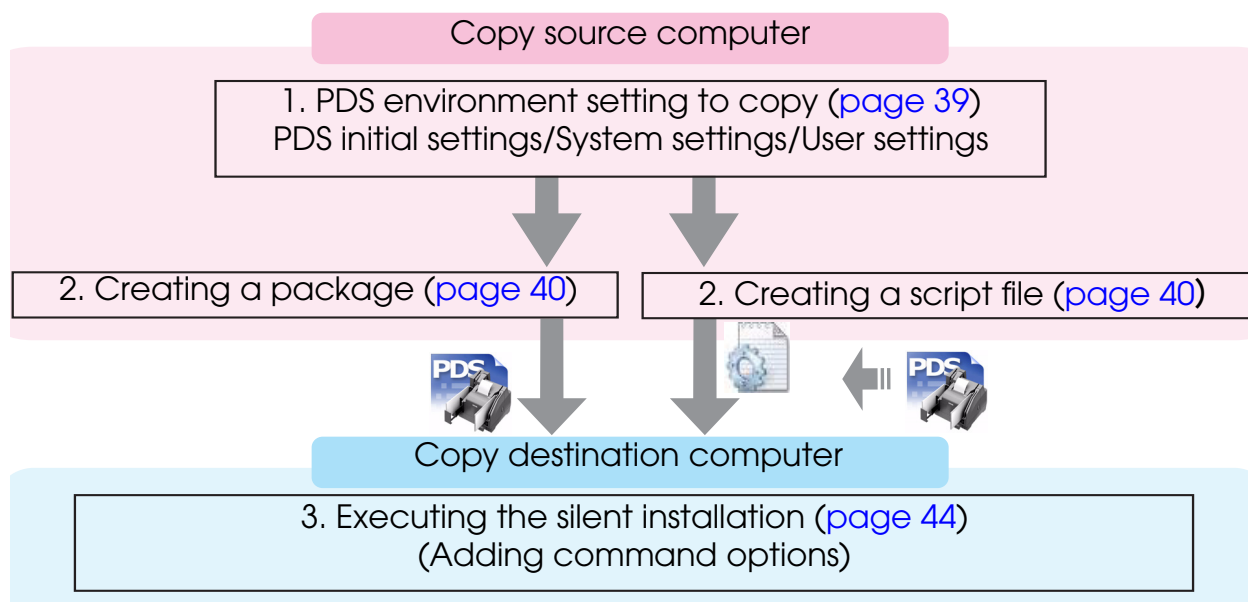 Copy source computer
1. PDS environment setting to copy (page 39)
PDS initial settings/System settings/User settings
2. Creating a package (page 40)
2. Creating a script file (page 40)
PDS
PDS
Copy destination computer
3. Executing the silent installation (page 44)
(Adding command options)